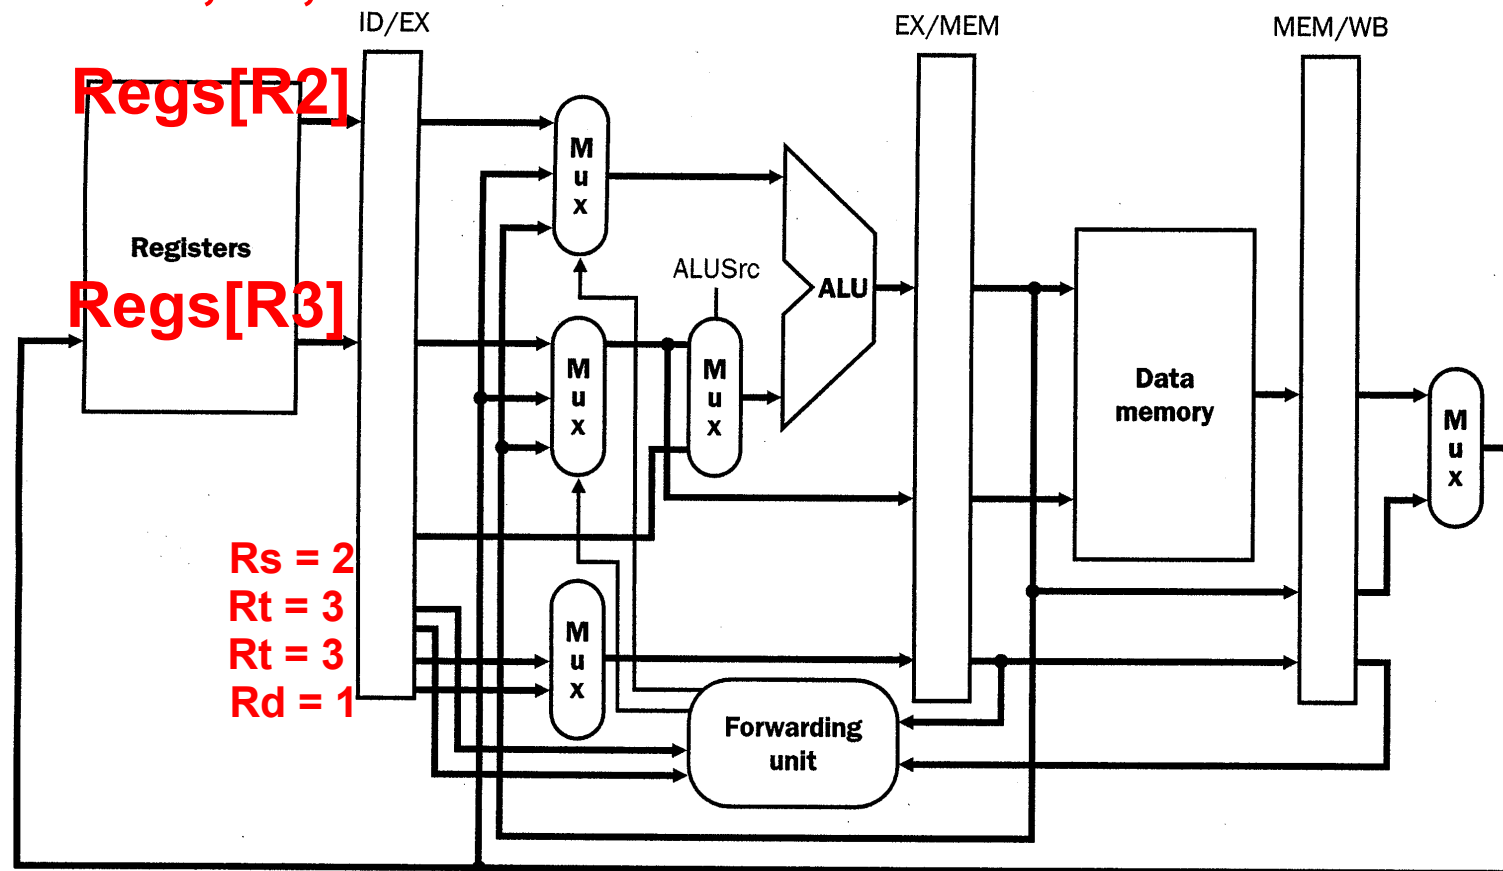 ID/EX
EX/MEM
MEM/WB
Regs[R2]
M
u
x
Registers
ALUSrc
ALU
Regs[R3]
M
u
x
M
u
x
Data
memory
M
u
x
Rs = 2
Rt = 3
Rt = 3
Rd = 1
M
u
x
Forwarding
unit